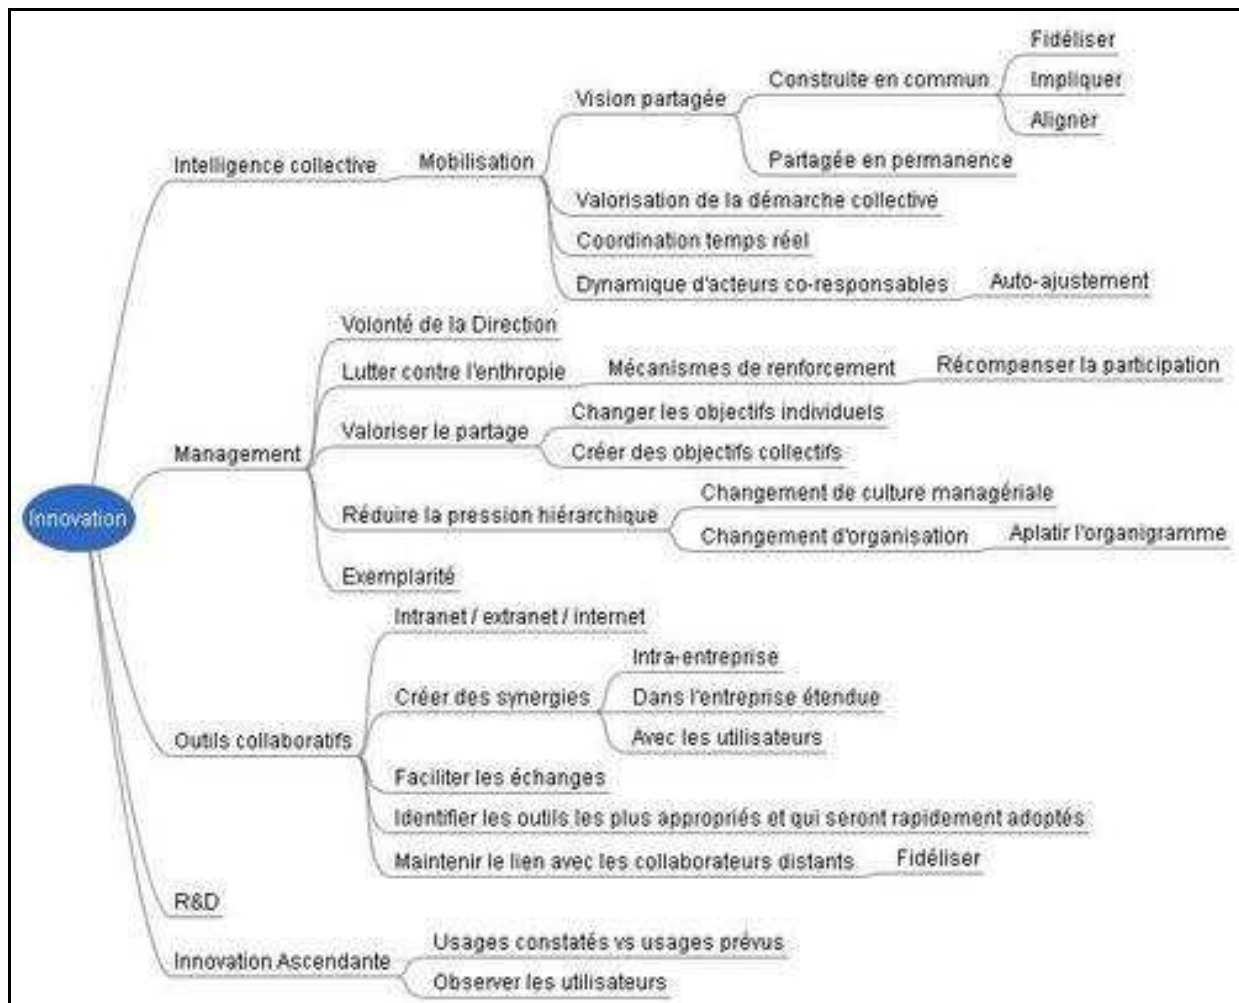 Innovation
Intelligence collective
Mobilisation
Vision partagée
Construite en commun
Fidéliser
Impliquer
Aligner
Partagée en permanence
Valorisation de la démarche collective
Coordination temps réel
Dynamique d'acteurs co-responsables
Auto-ajustement
Management
Volonté de la Direction
Lutter contre l'enthropie
Mécanismes de renforcement
Récompenser la participation
Valoriser le partage
Changer les objectifs individuels
Créer des objectifs collectifs
Réduire la pression hiérarchique
Changement de culture managériale
Changement d'organisation
Aplatir l'organigramme
Exemplarité
Outils collaboratifs
Intranet / extranet / internet
Créer des synergies
Intra-entreprise
Dans l'entreprise étendue
Avec les utilisateurs
Faciliter les échanges
Identifier les outils les plus appropriés et qui seront rapidement adoptés
Maintenir le lien avec les collaborateurs distants
Fidéliser
R&D
Innovation Ascendante
Usages constatés vs usages prévus
Observer les utilisateurs